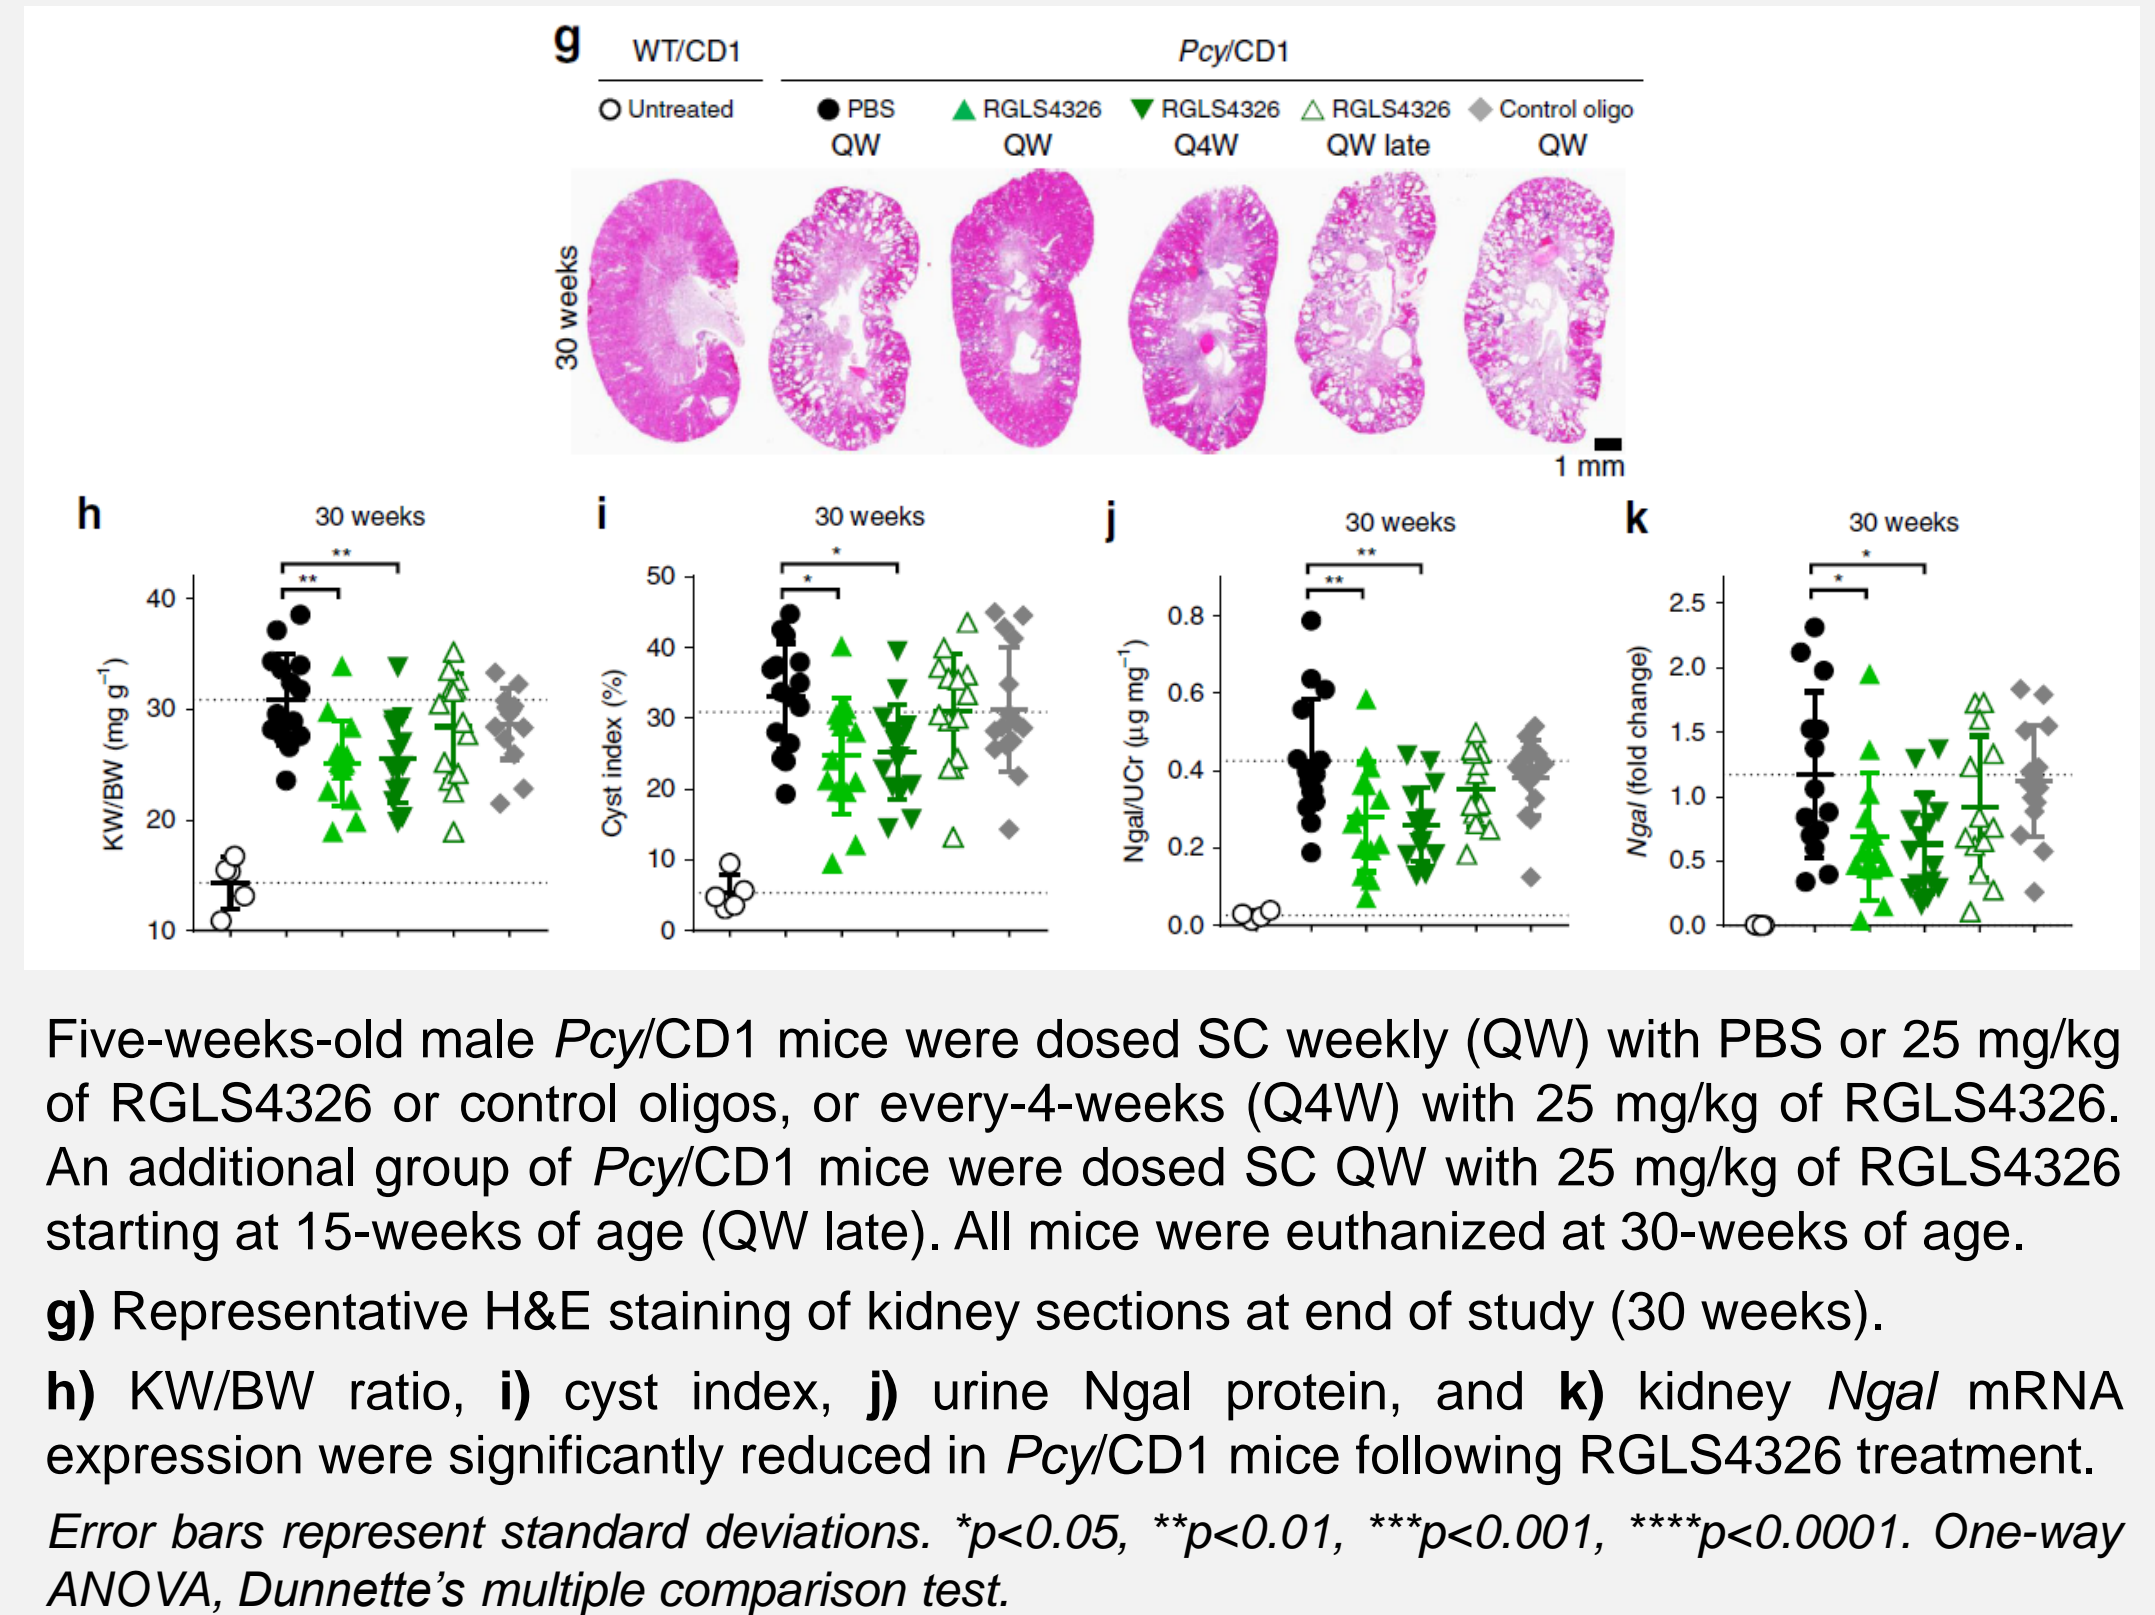 g
WT/CD1 Pcy/CD1
Untreated PBS RGLS4326 RGLS4326 RGLS4326 Control oligo
QW QW Q4W QW late QW
30 weeks
1 mm
h 30 weeks
** 
**
KW/BW (mg g⁻¹)
40
30
20
10
i 30 weeks
*
*
Cyst index (%)
50
40
30
20
10
0
j 30 weeks
**
**
Ngal/UCr (µg mg⁻¹)
0.8
0.6
0.4
0.2
0.0
k 30 weeks
*
*
Ngal (fold change)
2.5
2.0
1.5
1.0
0.5
0.0
Five-weeks-old male Pcy/CD1 mice were dosed SC weekly (QW) with PBS or 25 mg/kg
of RGLS4326 or control oligos, or every-4-weeks (Q4W) with 25 mg/kg of RGLS4326.
An additional group of Pcy/CD1 mice were dosed SC QW with 25 mg/kg of RGLS4326
starting at 15-weeks of age (QW late). All mice were euthanized at 30-weeks of age.
g) Representative H&E staining of kidney sections at end of study (30 weeks).
h) KW/BW ratio, i) cyst index, j) urine Ngal protein, and k) kidney Ngal mRNA
expression were significantly reduced in Pcy/CD1 mice following RGLS4326 treatment.
Error bars represent standard deviations. *p<0.05, **p<0.01, ***p<0.001, ****p<0.0001. One-way
ANOVA, Dunnette's multiple comparison test.